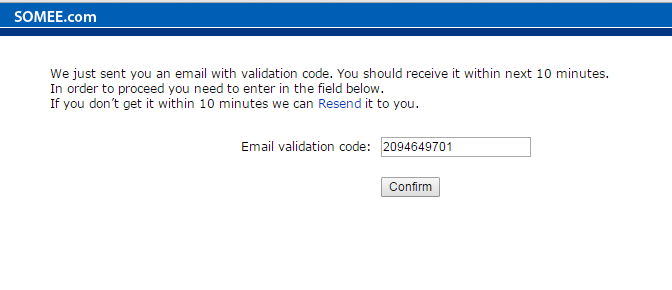 SOMEE.com
We just sent you an email with validation code. You should receive it within next 10 minutes.
In order to proceed you need to enter in the field below.
If you don't get it within 10 minutes we can Resend it to you.
Email validation code: 2094649701
Confirm